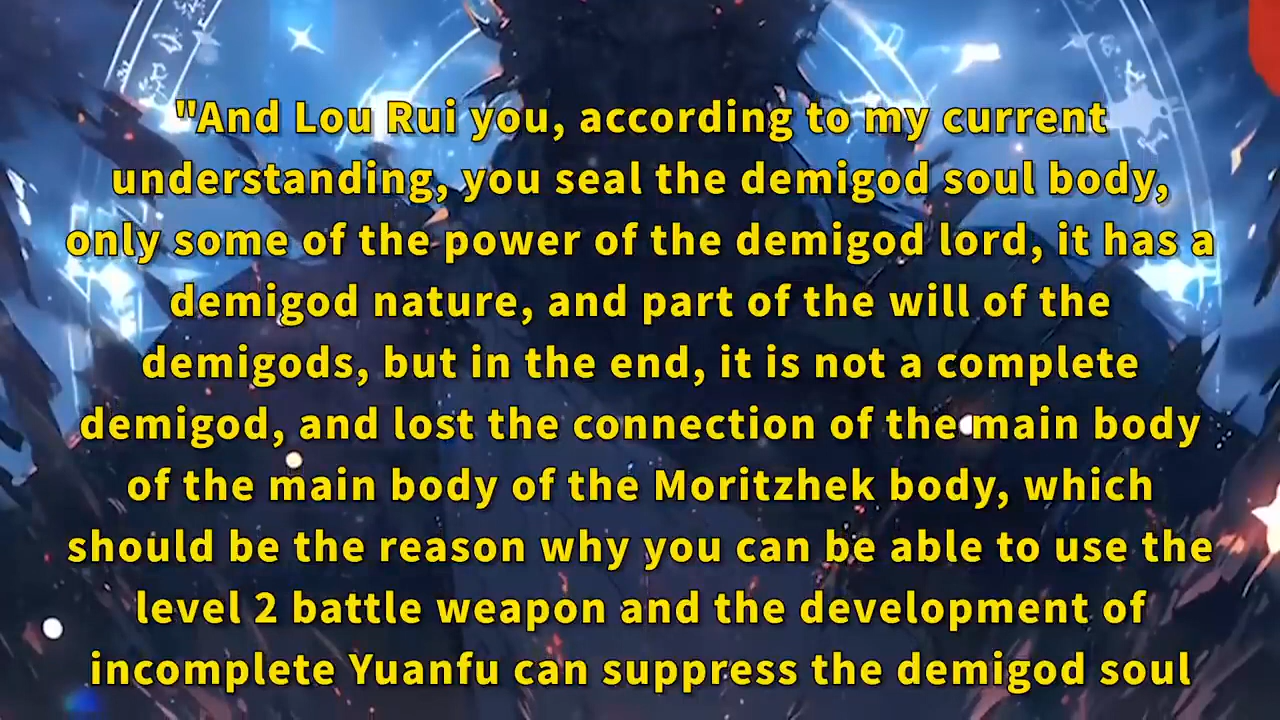 "And Lou Rui you, according to my current
understanding, you seal the demigod soul body,
only some of the power of the demigod lord, it has a
demigod nature, and part of the will of the
demigods, but in the end, it is not a complete
demigod, and lost the connection of the main body
of the main body of the Moritzhek body, which
should be the reason why you can be able to use the
level 2 battle weapon and the development of
incomplete Yuanfu can suppress the demigod soul